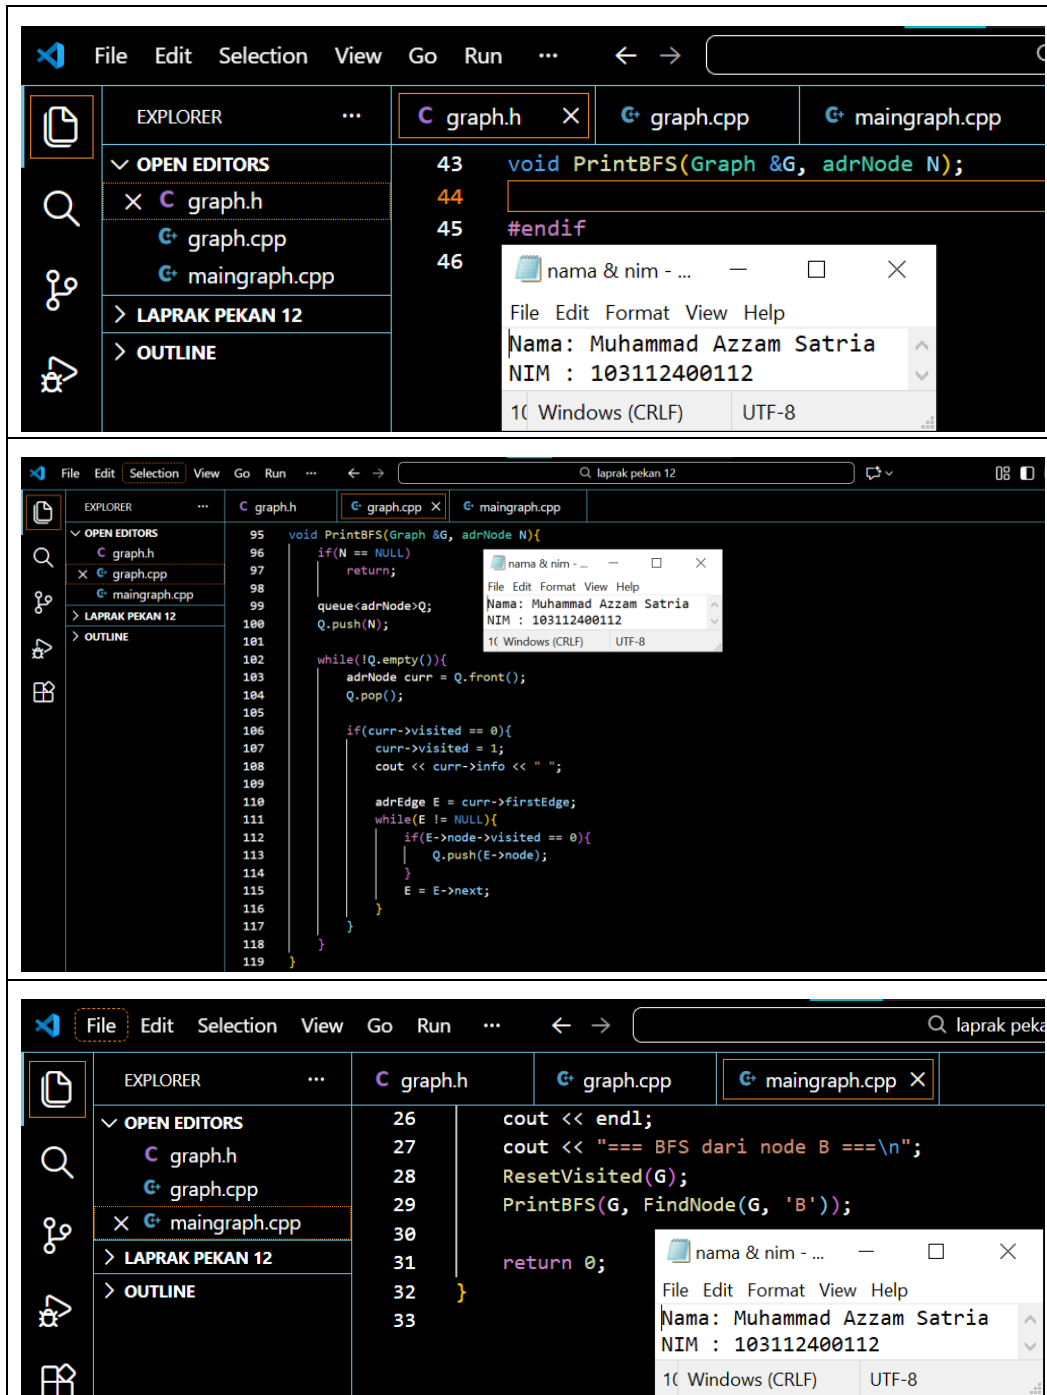 File Edit Selection View Go Run ··· ← →
EXPLORER ···
C graph.h ×
graph.cpp
maingraph.cpp
OPEN EDITORS
× C graph.h
graph.cpp
maingraph.cpp
LAPRAK PEKAN 12
OUTLINE
43 void PrintBFS(Graph &G, adrNode N);
44
45 #endif
46
nama & nim - ...
File Edit Format View Help
Nama: Muhammad Azzam Satria
NIM : 103112400112
Windows (CRLF) UTF-8
File Edit Selection View Go Run ··· ← → laprak pekan 12
EXPLORER ···
C graph.h
graph.cpp ×
maingraph.cpp
OPEN EDITORS
C graph.h
× graph.cpp
maingraph.cpp
LAPRAK PEKAN 12
OUTLINE
95 void PrintBFS(Graph &G, adrNode N){
96 if(N == NULL)
97 return;
98
99 queue<adrNode>Q;
100 Q.push(N);
101
102 while(!Q.empty()){
103 adrNode curr = Q.front();
104 Q.pop();
105
106 if(curr->visited == 0){
107 curr->visited = 1;
108 cout << curr->info << " ";
109
110 adrEdge E = curr->firstEdge;
111 while(E != NULL){
112 if(E->node->visited == 0){
113 Q.push(E->node);
114 }
115 E = E->next;
116 }
117 }
118 }
119 }
nama & nim - ...
File Edit Format View Help
Nama: Muhammad Azzam Satria
NIM : 103112400112
Windows (CRLF) UTF-8
File Edit Selection View Go Run ··· ← → laprak peka
EXPLORER ···
C graph.h
graph.cpp
maingraph.cpp ×
OPEN EDITORS
C graph.h
graph.cpp
× maingraph.cpp
LAPRAK PEKAN 12
OUTLINE
26 cout << endl;
27 cout << "=== BFS dari node B ===\n";
28 ResetVisited(G);
29 PrintBFS(G, FindNode(G, 'B'));
30
31 return 0;
32 }
33
nama & nim - ...
File Edit Format View Help
Nama: Muhammad Azzam Satria
NIM : 103112400112
Windows (CRLF) UTF-8